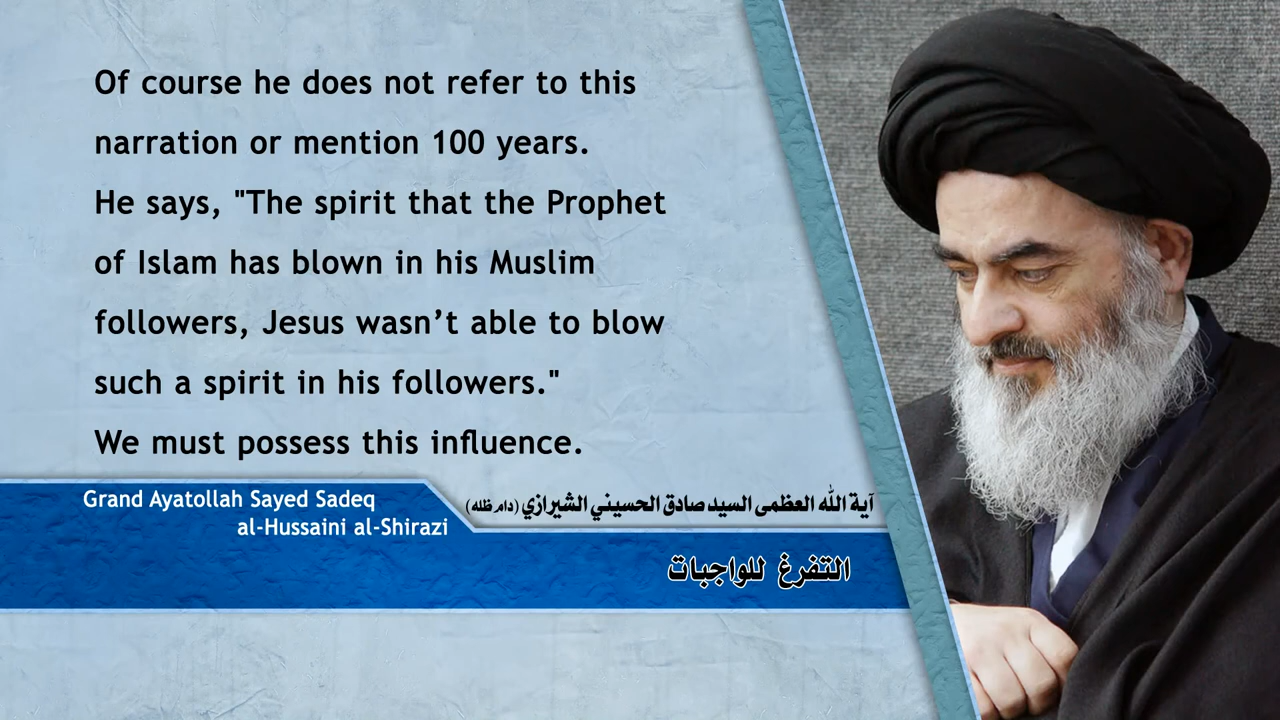 Of course he does not refer to this
narration or mention 100 years.
He says, "The spirit that the Prophet
of Islam has blown in his Muslim
followers, Jesus wasn’t able to blow
such a spirit in his followers."
We must possess this influence.
Grand Ayatollah Sayed Sadeq
al-Hussaini al-Shirazi
آية الله العظمى السيد صادق الحسيني الشيرازي (دام ظله)
التفرغ للواجبات